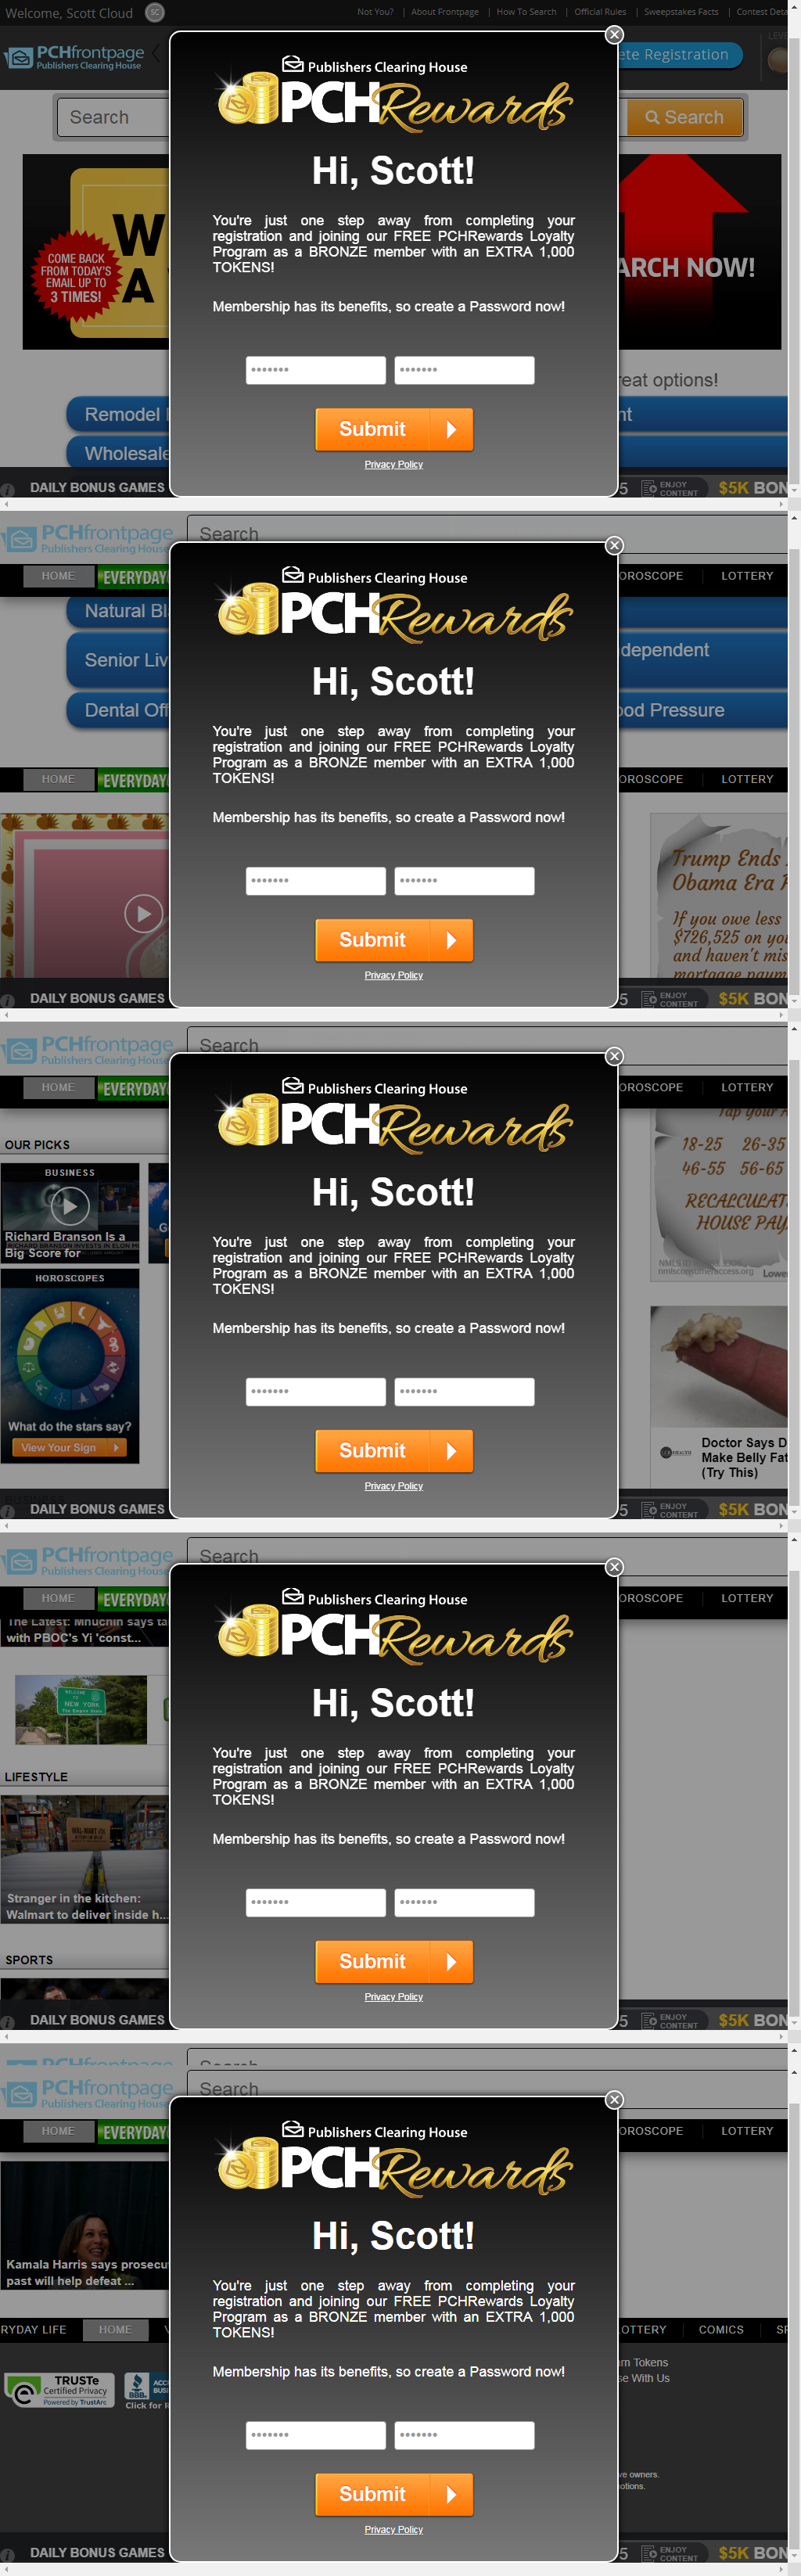 Welcome, Scott Cloud SC Not You? | About Frontpage | How To Search | Official Rules | Sweepstakes Facts | Contest
PCHfrontpage
Publishers Clearing House
Registration
LEVE
Search
Search
COME BACK
FROM TODAY'S
EMAIL UP TO
3 TIMES!
W
A
ARCH NOW!
Publishers Clearing House
PCHRewards
Hi, Scott!
You're just one step away from completing your
registration and joining our FREE PCHRewards Loyalty
Program as a BRONZE member with an EXTRA 1,000
TOKENS!
Membership has its benefits, so create a Password now!
•••••••  •••••••
Submit
Privacy Policy
reat options!
Remodel
nt
Wholesale
DAILY BONUS GAMES
5 ENJOY
CONTENT
$5K BON
PCHfrontpage
Publishers Clearing House
Search
HOME EVERYDAY OROSCOPE | LOTTERY
Natural Bl
Senior Liv
dependent
Dental Off
ood Pressure
HOME EVERYDAY OROSCOPE | LOTTERY
Publishers Clearing House
PCHRewards
Hi, Scott!
You're just one step away from completing your
registration and joining our FREE PCHRewards Loyalty
Program as a BRONZE member with an EXTRA 1,000
TOKENS!
Membership has its benefits, so create a Password now!
•••••••  •••••••
Submit
Privacy Policy
Trump Ends
Obama Era
If you owe less
$726,525 on you
and haven't mis
mortgage paym
DAILY BONUS GAMES
5 ENJOY
CONTENT
$5K BON
PCHfrontpage
Publishers Clearing House
Search
HOME EVERYDAY OROSCOPE | LOTTERY
OUR PICKS
BUSINESS
Richard Branson Is a
Big Score for
G
HOROSCOPES
What do the stars say?
View Your Sign
Publishers Clearing House
PCHRewards
Hi, Scott!
You're just one step away from completing your
registration and joining our FREE PCHRewards Loyalty
Program as a BRONZE member with an EXTRA 1,000
TOKENS!
Membership has its benefits, so create a Password now!
•••••••  •••••••
Submit
Privacy Policy
Tap your A
18-25 26-35
46-55 56-65
RECALCULAT
HOUSE PAY
Lowe
Doctor Says D
Make Belly Fat
(Try This)
DAILY BONUS GAMES
5 ENJOY
CONTENT
$5K BON
PCHfrontpage
Publishers Clearing House
Search
HOME EVERYDAY OROSCOPE | LOTTERY
The Latest: Mnuchin says ta
with PBOC's Yi 'const...
WELCOME TO
NEW YORK
The Empire State
LIFESTYLE
Stranger in the kitchen:
Walmart to deliver inside h...
SPORTS
Publishers Clearing House
PCHRewards
Hi, Scott!
You're just one step away from completing your
registration and joining our FREE PCHRewards Loyalty
Program as a BRONZE member with an EXTRA 1,000
TOKENS!
Membership has its benefits, so create a Password now!
•••••••  •••••••
Submit
Privacy Policy
DAILY BONUS GAMES
5 ENJOY
CONTENT
$5K BON
PCHfrontpage
Publishers Clearing House
Search
HOME EVERYDAY OROSCOPE | LOTTERY
Kamala Harris says prosecu
past will help defeat ...
RYDAY LIFE HOME OTTERY | COMICS | SP
TRUSTe
Certified Privacy
Powered by TrustArc
BBB.
ACC
BUSI
Click for R
Publishers Clearing House
PCHRewards
Hi, Scott!
You're just one step away from completing your
registration and joining our FREE PCHRewards Loyalty
Program as a BRONZE member with an EXTRA 1,000
TOKENS!
Membership has its benefits, so create a Password now!
•••••••  •••••••
Submit
Privacy Policy
rn Tokens
se With Us
ve owners.
otions.
DAILY BONUS GAMES
5 ENJOY
CONTENT
$5K BON